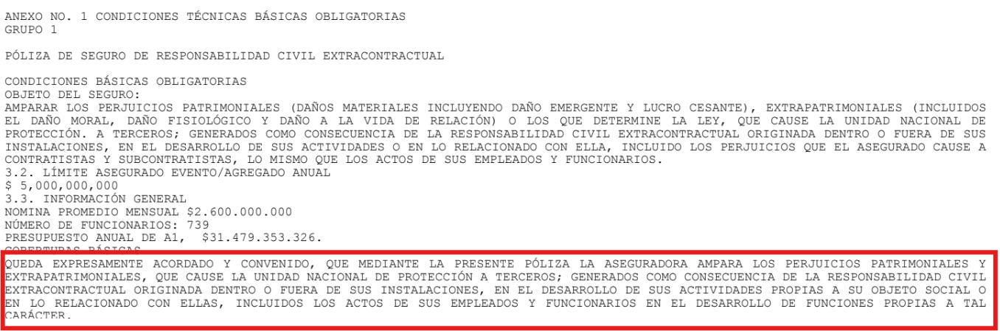 ANEXO NO. 1 CONDICIONES TÉCNICAS BÁSICAS OBLIGATORIAS
GRUPO 1
PÓLIZA DE SEGURO DE RESPONSABILIDAD CIVIL EXTRACONTRACTUAL
CONDICIONES BÁSICAS OBLIGATORIAS
OBJETO DEL SEGURO:
AMPARAR LOS PERJUICIOS PATRIMONIALES (DAÑOS MATERIALES INCLUYENDO DAÑO EMERGENTE Y LUCRO CESANTE), EXTRAPATRIMONIALES (INCLUIDOS
EL DAÑO MORAL, DAÑO FISIOLÓGICO Y DAÑO A LA VIDA DE RELACIÓN) O LOS QUE DETERMINE LA LEY, QUE CAUSE LA UNIDAD NACIONAL DE
PROTECCIÓN. A TERCEROS; GENERADOS COMO CONSECUENCIA DE LA RESPONSABILIDAD CIVIL EXTRACONTRACTUAL ORIGINADA DENTRO O FUERA DE SUS
INSTALACIONES, EN EL DESARROLLO DE SUS ACTIVIDADES O EN LO RELACIONADO CON ELLA, INCLUIDO LOS PERJUICIOS QUE EL ASEGURADO CAUSE A
CONTRATISTAS Y SUBCONTRATISTAS, LO MISMO QUE LOS ACTOS DE SUS EMPLEADOS Y FUNCIONARIOS.
3.2. LÍMITE ASEGURADO EVENTO/AGREGADO ANUAL
$ 5,000,000,000
3.3. INFORMACIÓN GENERAL
NOMINA PROMEDIO MENSUAL $2.600.000.000
NÚMERO DE FUNCIONARIOS: 739
PRESUPUESTO ANUAL DE A1, $31.479.353.326.
COBERTURAS BÁSICAS
QUEDA EXPRESAMENTE ACORDADO Y CONVENIDO, QUE MEDIANTE LA PRESENTE PÓLIZA LA ASEGURADORA AMPARA LOS PERJUICIOS PATRIMONIALES Y
EXTRAPATRIMONIALES, QUE CAUSE LA UNIDAD NACIONAL DE PROTECCIÓN A TERCEROS; GENERADOS COMO CONSECUENCIA DE LA RESPONSABILIDAD CIVIL
EXTRACONTRACTUAL ORIGINADA DENTRO O FUERA DE SUS INSTALACIONES, EN EL DESARROLLO DE SUS ACTIVIDADES PROPIAS A SU OBJETO SOCIAL O
EN LO RELACIONADO CON ELLAS, INCLUIDOS LOS ACTOS DE SUS EMPLEADOS Y FUNCIONARIOS EN EL DESARROLLO DE FUNCIONES PROPIAS A TAL
CARÁCTER.